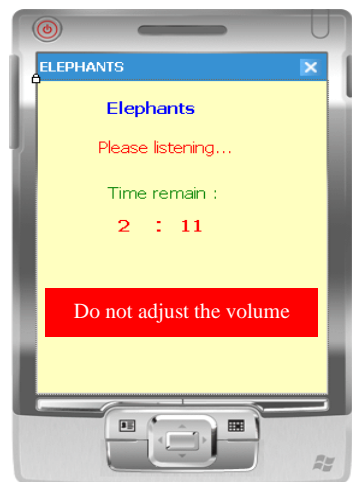 ELEPHANTS
Elephants
Please listening...
Time remain :
2 : 11
Do not adjust the volume